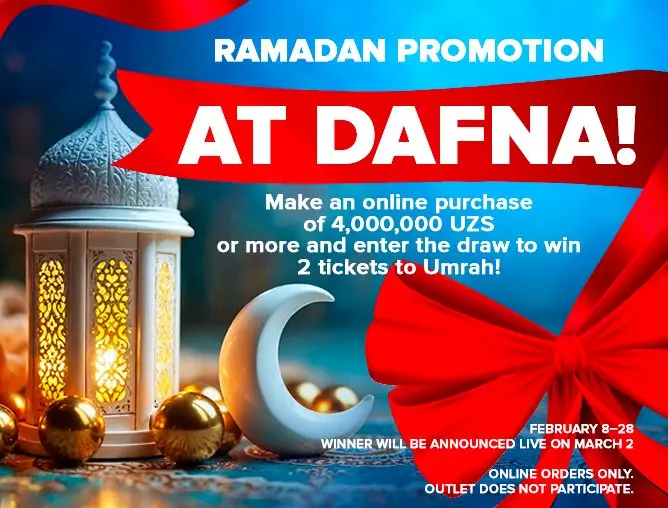 RAMADAN PROMOTION
AT DAFNA!
Make an online purchase
of 4,000,000 UZS
or more and enter the draw to win
2 tickets to Umrah!
FEBRUARY 8–28
WINNER WILL BE ANNOUNCED LIVE ON MARCH 2
ONLINE ORDERS ONLY.
OUTLET DOES NOT PARTICIPATE.